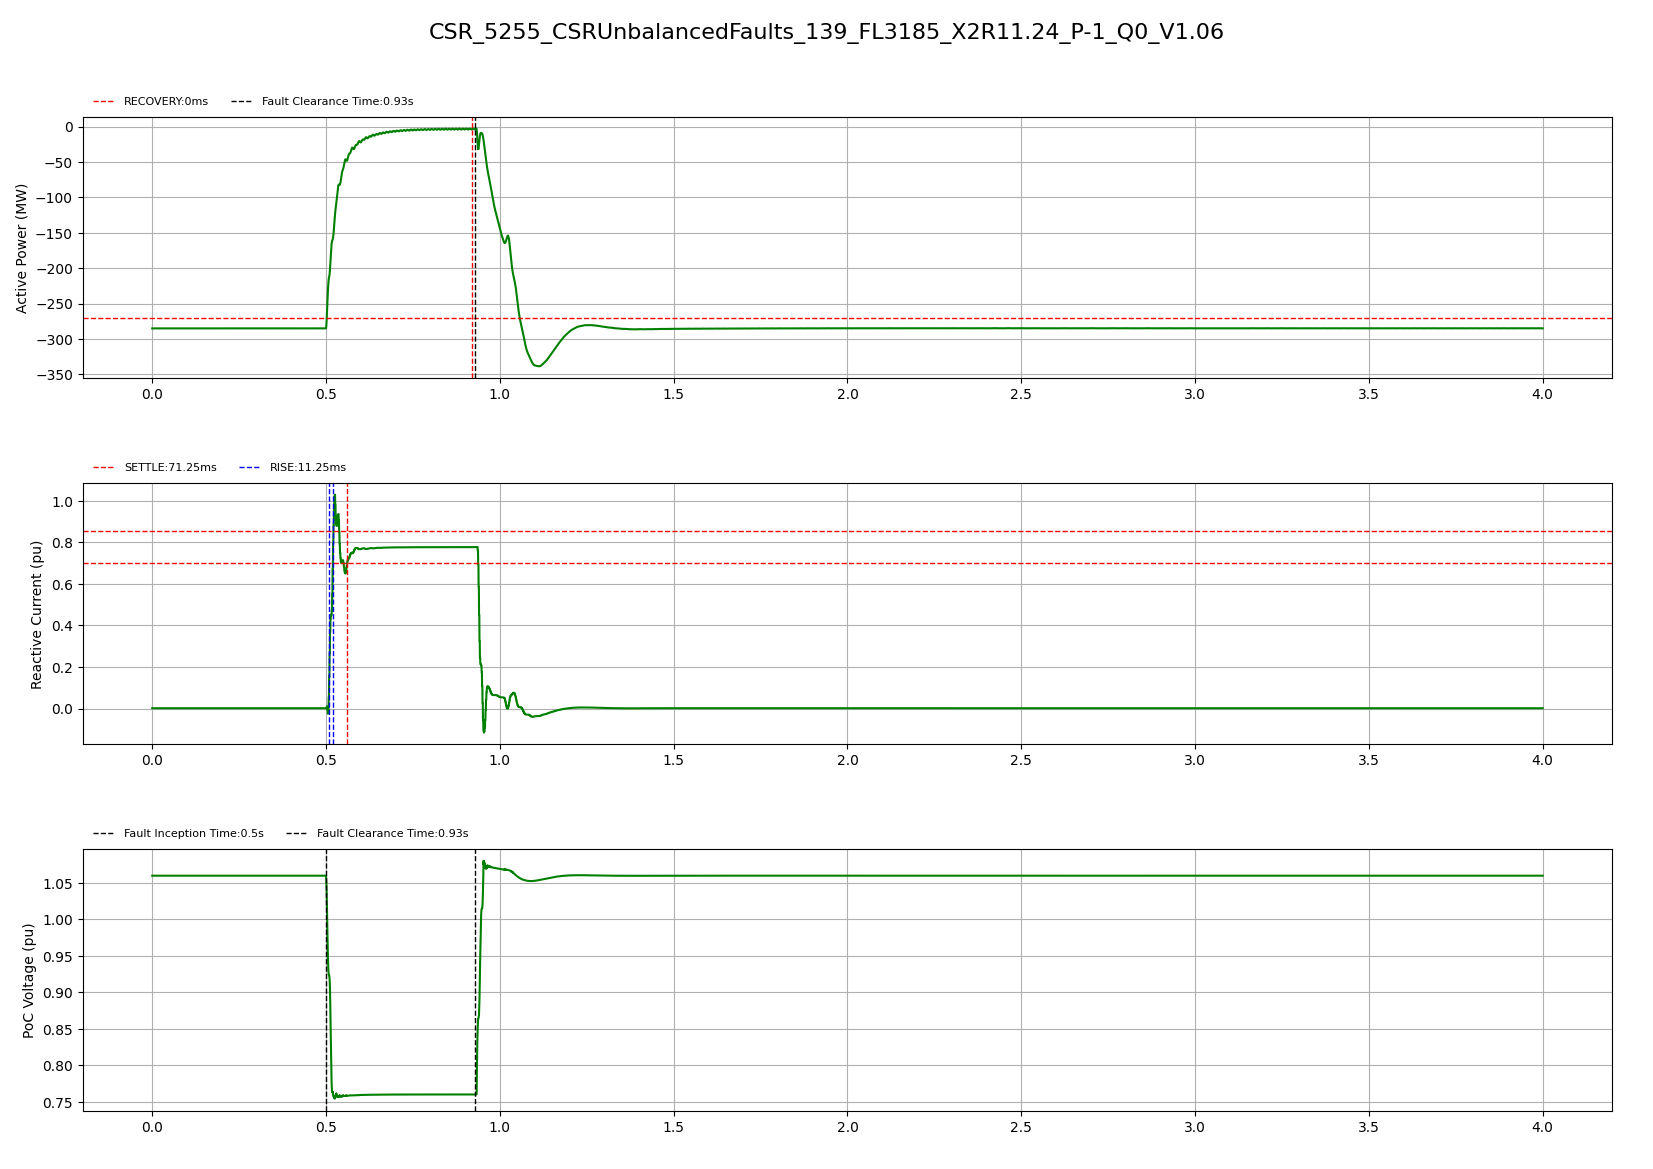 CSR_5255_CSRUnbalancedFaults_139_FL3185_X2R11.24_P-1_Q0_V1.06
RECOVERY:0ms Fault Clearance Time:0.93s
Active Power (MW)
0
−50
−100
−150
−200
−250
−300
−350
0.0 0.5 1.0 1.5 2.0 2.5 3.0 3.5 4.0
SETTLE:71.25ms RISE:11.25ms
Reactive Current (pu)
1.0
0.8
0.6
0.4
0.2
0.0
0.0 0.5 1.0 1.5 2.0 2.5 3.0 3.5 4.0
Fault Inception Time:0.5s Fault Clearance Time:0.93s
PoC Voltage (pu)
1.05
1.00
0.95
0.90
0.85
0.80
0.75
0.0 0.5 1.0 1.5 2.0 2.5 3.0 3.5 4.0